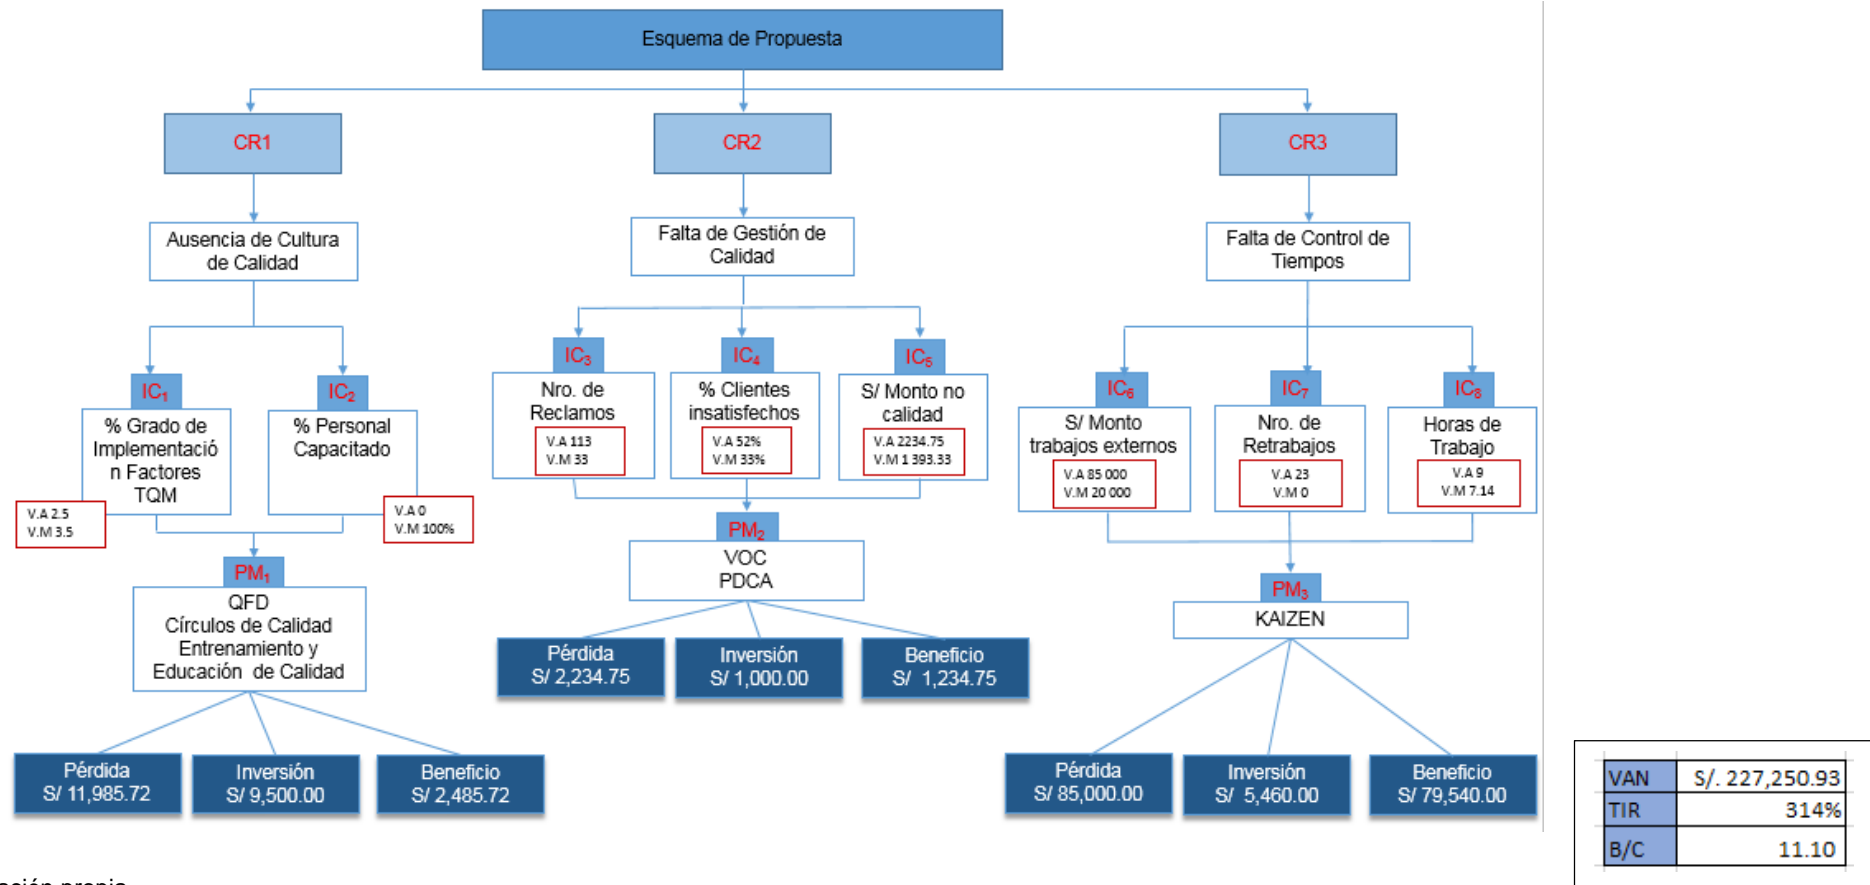 Esquema de Propuesta
CR1
CR2
CR3
Ausencia de Cultura
de Calidad
Falta de Gestión de
Calidad
Falta de Control de
Tiempos
IC1
% Grado de
Implementació
n Factores
TQM
V.A 2.5
V.M 3.5
IC2
% Personal
Capacitado
V.A 0
V.M 100%
IC3
Nro. de
Reclamos
V.A 113
V.M 33
IC4
% Clientes
insatisfechos
V.A 52%
V.M 33%
IC5
S/ Monto no
calidad
V.A 2234.75
V.M 1 393.33
IC6
S/ Monto
trabajos externos
V.A 85 000
V.M 20 000
IC7
Nro. de
Retrabajos
V.A 23
V.M 0
IC8
Horas de
Trabajo
V.A 9
V.M 7.14
PM1
QFD
Círculos de Calidad
Entrenamiento y
Educación de Calidad
PM2
VOC
PDCA
PM3
KAIZEN
Pérdida
S/ 11,985.72
Inversión
S/ 9,500.00
Beneficio
S/ 2,485.72
Pérdida
S/ 2,234.75
Inversión
S/ 1,000.00
Beneficio
S/ 1,234.75
Pérdida
S/ 85,000.00
Inversión
S/ 5,460.00
Beneficio
S/ 79,540.00
VAN S/. 227,250.93
TIR 314%
B/C 11.10